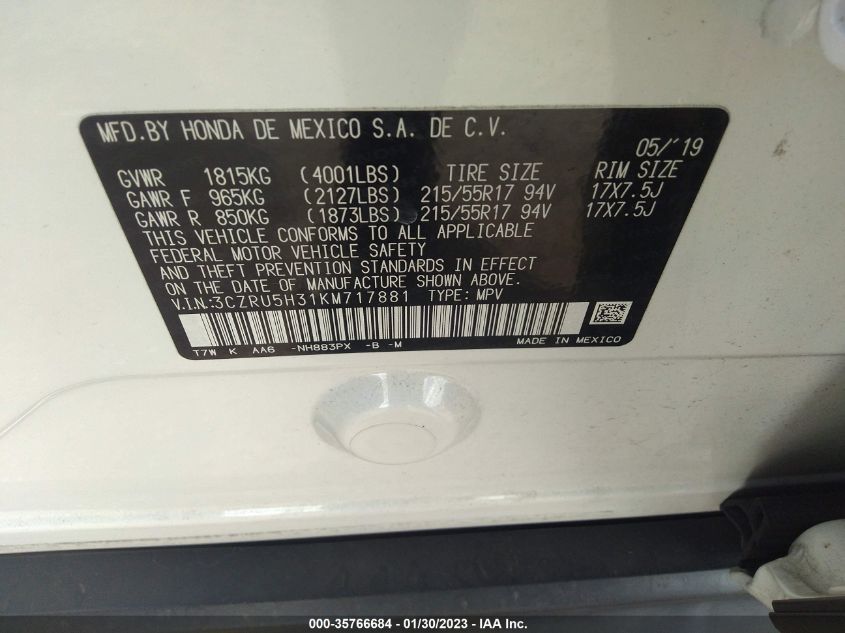 MFD.BY HONDA DE MEXICO S.A. DE C.V.
05/'19
GVWR 1815KG (4001LBS) TIRE SIZE RIM SIZE
GAWR F 965KG (2127LBS) 215/55R17 94V 17X7.5J
GAWR R 850KG (1873LBS) 215/55R17 94V 17X7.5J
THIS VEHICLE CONFORMS TO ALL APPLICABLE
FEDERAL MOTOR VEHICLE SAFETY
AND THEFT PREVENTION STANDARDS IN EFFECT
ON THE DATE OF MANUFACTURE SHOWN ABOVE.
V.I.N:3CZRU5H31KM717881 TYPE: MPV
T7W K AA6 -NH883PX -B -M MADE IN MEXICO
000-35766684 / 01/30/2023 - IAA Inc.